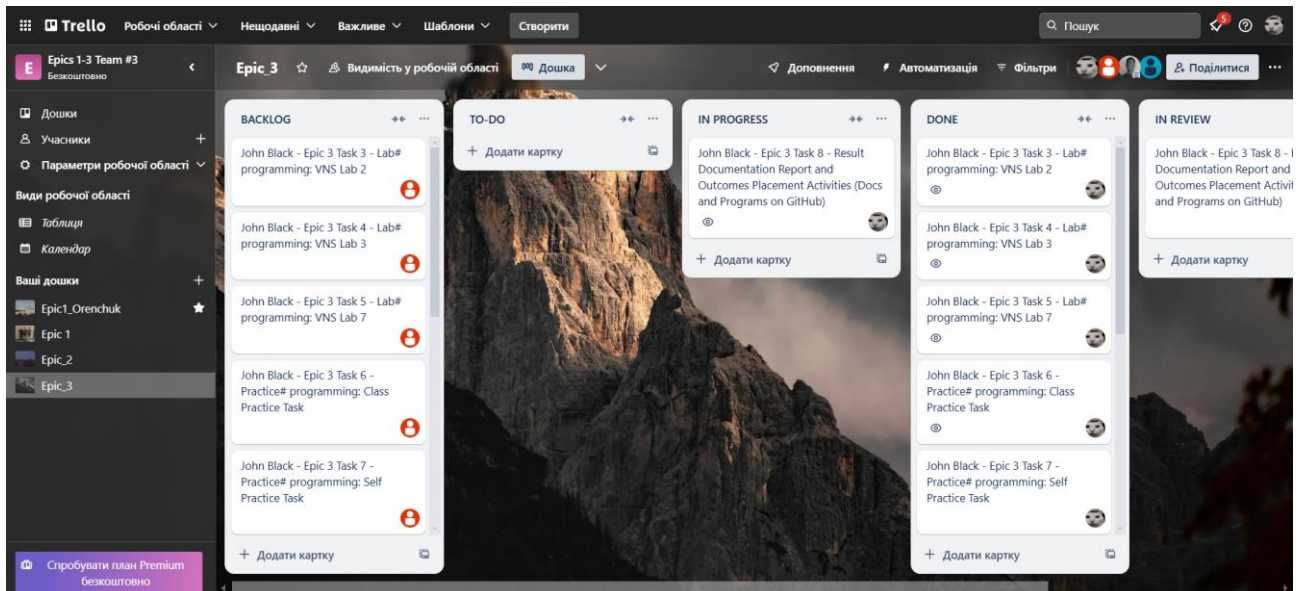 Trello Робочі області Нещодавні Важливе Шаблони Створити Пошук 5
E Epics 1-3 Team #3
Безкоштовно
Дошки
Учасники
Параметри робочої області
Види робочої області
Таблиця
Календар
Ваші дошки
Epic1_Orenchuk
Epic 1
Epic_2
Epic_3
Спробувати план Premium
безкоштовно
Epic_3 Видимість у робочій області Дошка Доповнення Автоматизація Фільтри Поділитися
BACKLOG
John Black - Epic 3 Task 3 - Lab#
programming: VNS Lab 2
John Black - Epic 3 Task 4 - Lab#
programming: VNS Lab 3
John Black - Epic 3 Task 5 - Lab#
programming: VNS Lab 7
John Black - Epic 3 Task 6 -
Practice# programming: Class
Practice Task
John Black - Epic 3 Task 7 -
Practice# programming: Self
Practice Task
+ Додати картку
TO-DO
+ Додати картку
IN PROGRESS
John Black - Epic 3 Task 8 - Result
Documentation Report and
Outcomes Placement Activities (Docs
and Programs on GitHub)
+ Додати картку
DONE
John Black - Epic 3 Task 3 - Lab#
programming: VNS Lab 2
John Black - Epic 3 Task 4 - Lab#
programming: VNS Lab 3
John Black - Epic 3 Task 5 - Lab#
programming: VNS Lab 7
John Black - Epic 3 Task 6 -
Practice# programming: Class
Practice Task
John Black - Epic 3 Task 7 -
Practice# programming: Self
Practice Task
+ Додати картку
IN REVIEW
John Black - Epic 3 Task 8 -
Documentation Report and
Outcomes Placement
and Programs on GitHub)
+ Додати картку